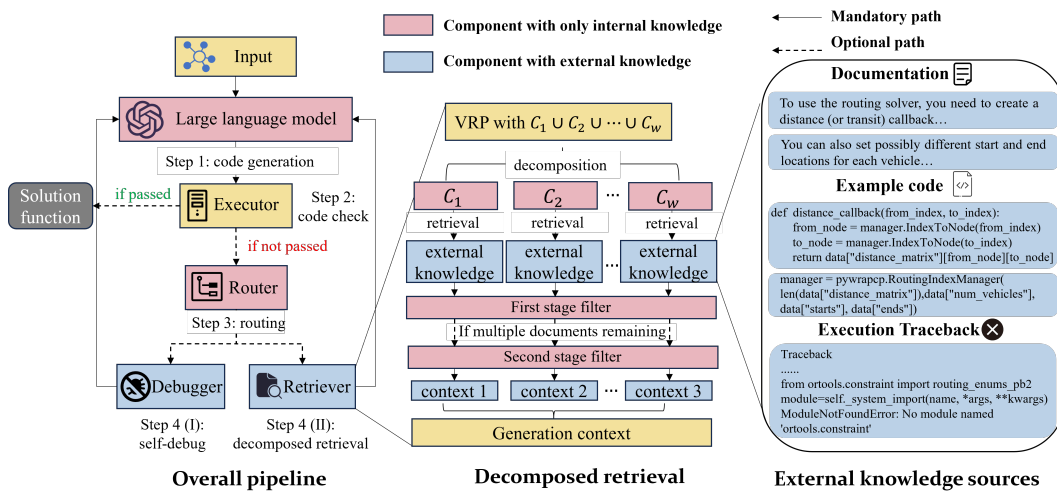 Component with only internal knowledge
Component with external knowledge
Mandatory path
Optional path
Input
Large language model
Step 1: code generation
Solution
function
if passed
Executor
Step 2:
code check
if not passed
Router
Step 3: routing
Debugger
Retriever
Step 4 (I):
self-debug
Step 4 (II):
decomposed retrieval
Overall pipeline
VRP with C₁ ∪ C₂ ∪ ⋯ ∪ C_w
decomposition
C₁ C₂ ... C_w
retrieval retrieval retrieval
external
knowledge
external
knowledge
...
external
knowledge
First stage filter
If multiple documents remaining
Second stage filter
context 1 context 2 ... context 3
Generation context
Decomposed retrieval
Documentation
To use the routing solver, you need to create a
distance (or transit) callback…
You can also set possibly different start and end
locations for each vehicle…
Example code
</>
def distance_callback(from_index, to_index):
from_node = manager.IndexToNode(from_index)
to_node = manager.IndexToNode(to_index)
return data["distance_matrix"][from_node][to_node]
manager = pywrapcp.RoutingIndexManager(
len(data["distance_matrix"]),data["num_vehicles"],
data["starts"], data["ends"])
Execution Traceback
Traceback
......
from ortools.constraint import routing_enums_pb2
module=self._system_import(name, *args, **kwargs)
ModuleNotFoundError: No module named
'ortools.constraint'
External knowledge sources